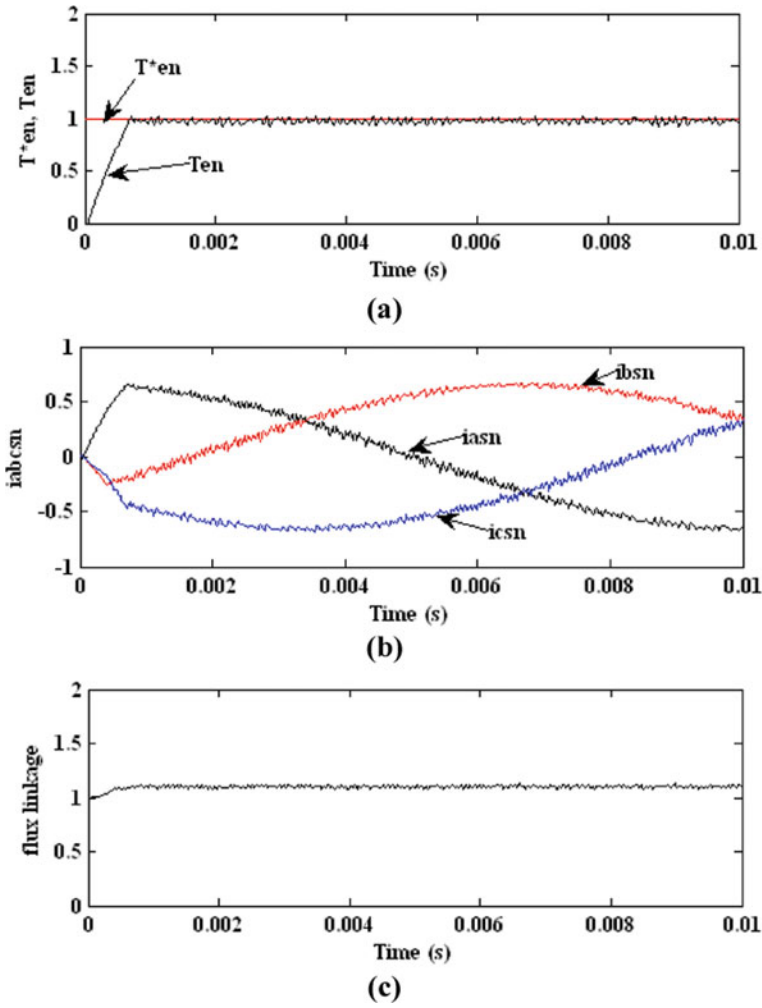 2
1.5
T*en
1
Ten
0.5
0
T*en, Ten
0 0.002 0.004 0.006 0.008 0.01
Time (s)
(a)
1
ibsn
0.5
iasn
0
-0.5
icsn
-1
iabcsn
0 0.002 0.004 0.006 0.008 0.01
Time (s)
(b)
2
1.5
1
0.5
0
flux linkage
0 0.002 0.004 0.006 0.008 0.01
Time (s)
(c)